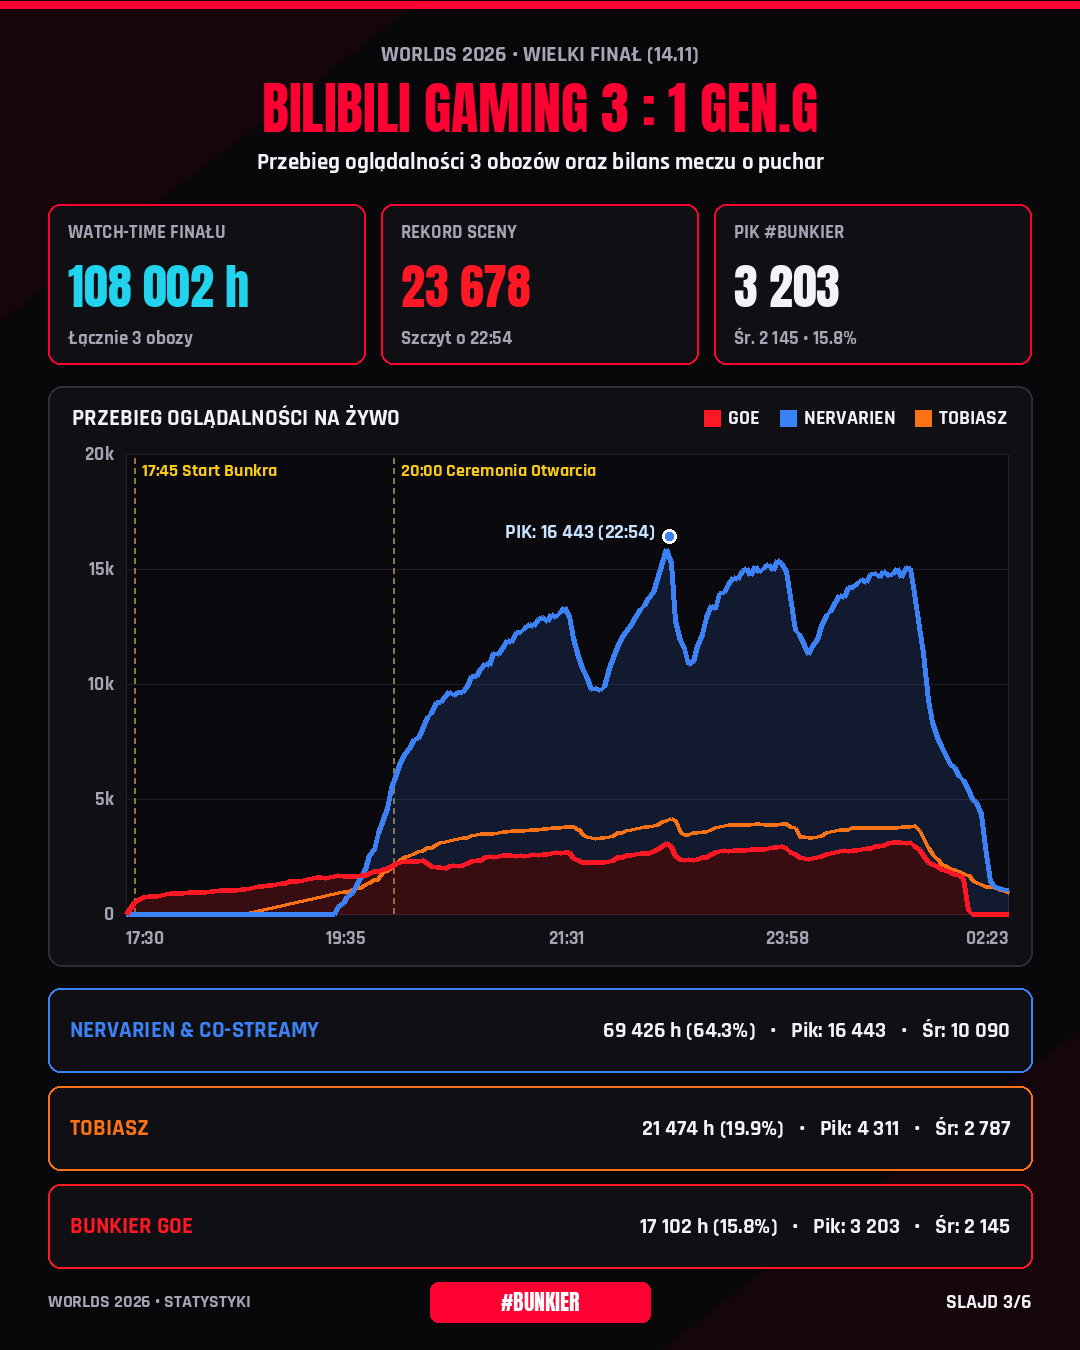 WORLDS 2026 • WIELKI FINAŁ (14.11)
BILIBILI GAMING 3 : 1 GEN.G
Przebieg oglądalności 3 obozów oraz bilans meczu o puchar
WATCH-TIME FINAŁU
108 002 h
Łącznie 3 obozy
REKORD SCENY
23 678
Szczyt o 22:54
PIK #BUNKIER
3 203
Śr. 2 145 • 15.8%
PRZEBIEG OGLĄDALNOŚCI NA ŻYWO
GOE
NERVARIEN
TOBIASZ
20k
17:45 Start Bunkra
20:00 Ceremonia Otwarcia
PIK: 16 443 (22:54)
15k
10k
5k
0
17:30
19:35
21:31
23:58
02:23
NERVARIEN & CO-STREAMY
69 426 h (64.3%) • Pik: 16 443 • Śr: 10 090
TOBIASZ
21 474 h (19.9%) • Pik: 4 311 • Śr: 2 787
BUNKIER GOE
17 102 h (15.8%) • Pik: 3 203 • Śr: 2 145
WORLDS 2026 • STATYSTYKI
#BUNKIER
SLAJD 3/6